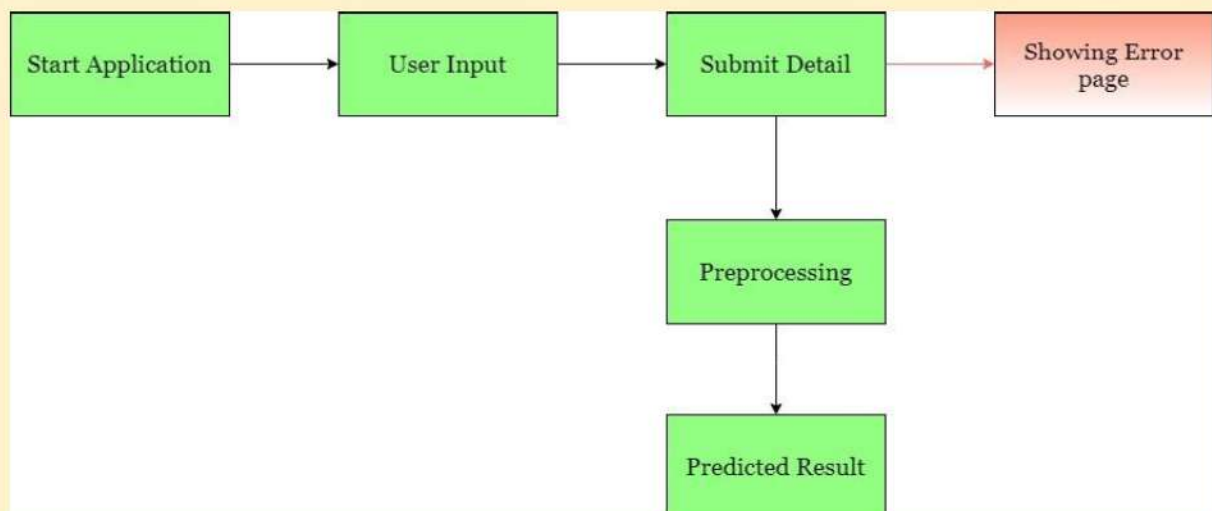 Start Application
User Input
Submit Detail
Showing Error
page
Preprocessing
Predicted Result